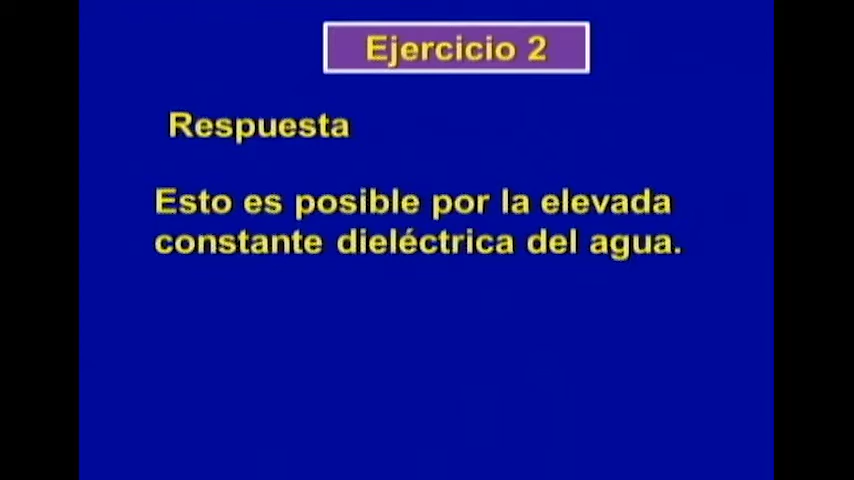 Ejercicio 2
Respuesta
Esto es posible por la elevada
constante dieléctrica del agua.